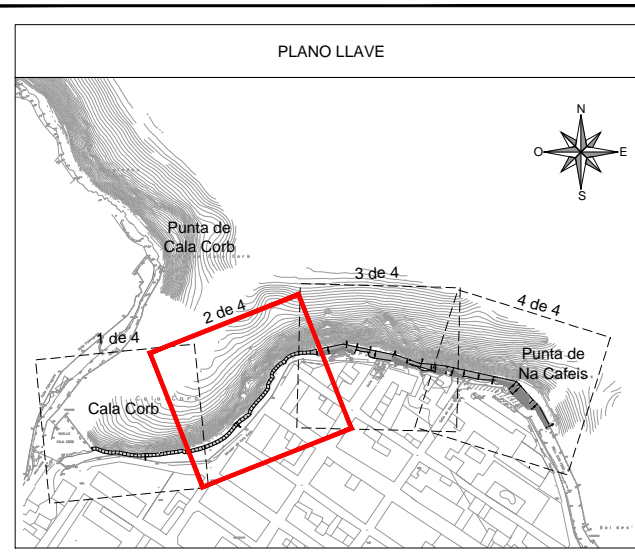 PLANO LLAVE
N
O
E
S
Punta de
Cala Corb
3 de 4
2 de 4
4 de 4
1 de 4
Punta de
Na Cafeis
Cala Corb